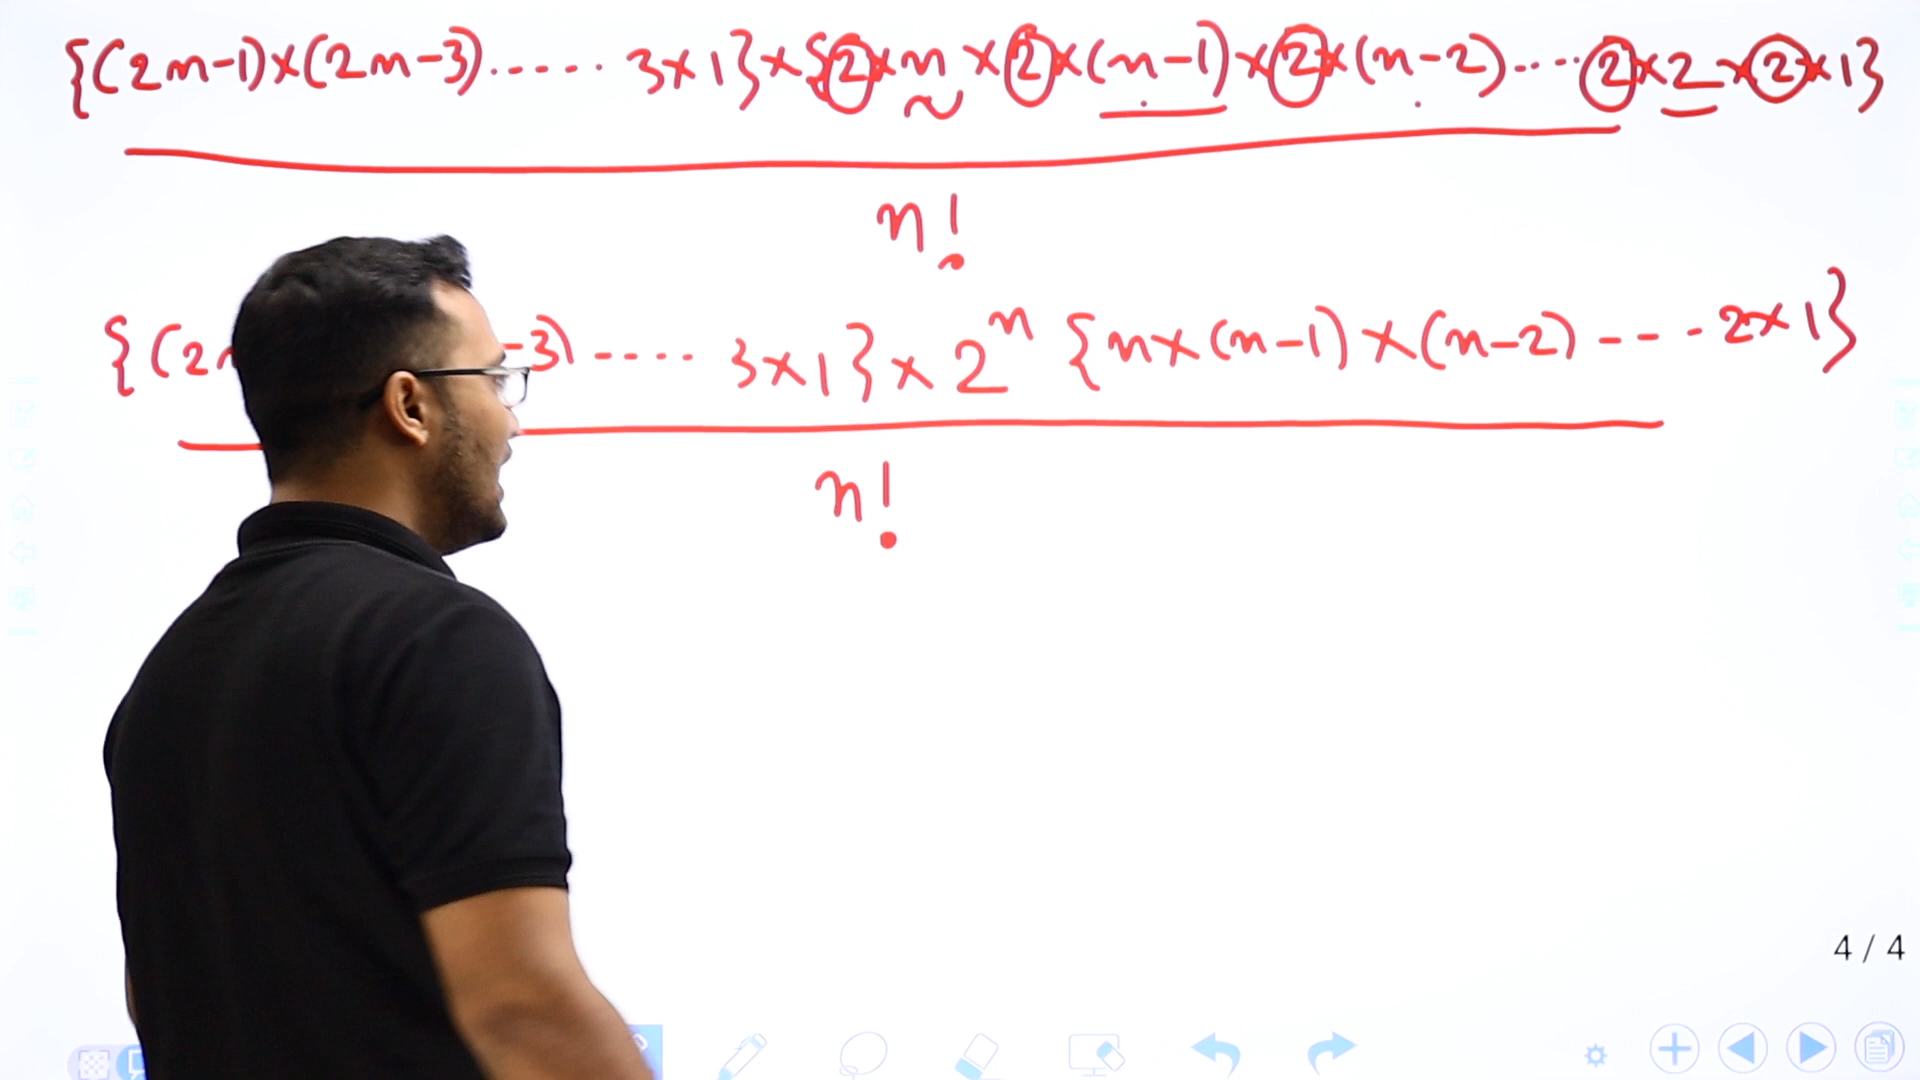 {(2n-1)×(2n-3)..... 3×1}×{2×n×2×(n-1)×2×(n-2)....2×2×2×1}
n!
{(2n -3)---- 3×1}×2ⁿ {n×(n-1)×(n-2)---2×1}
n!
4 / 4